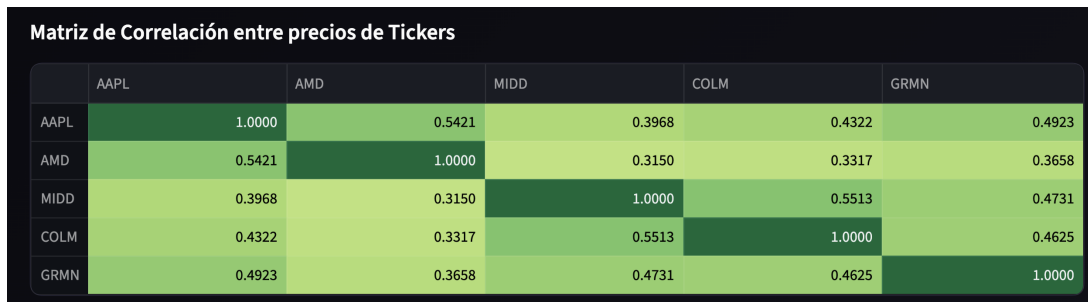 Matriz de Correlación entre precios de Tickers
AAPL AMD MIDD COLM GRMN
AAPL 1.0000 0.5421 0.3968 0.4322 0.4923
AMD 0.5421 1.0000 0.3150 0.3317 0.3658
MIDD 0.3968 0.3150 1.0000 0.5513 0.4731
COLM 0.4322 0.3317 0.5513 1.0000 0.4625
GRMN 0.4923 0.3658 0.4731 0.4625 1.0000